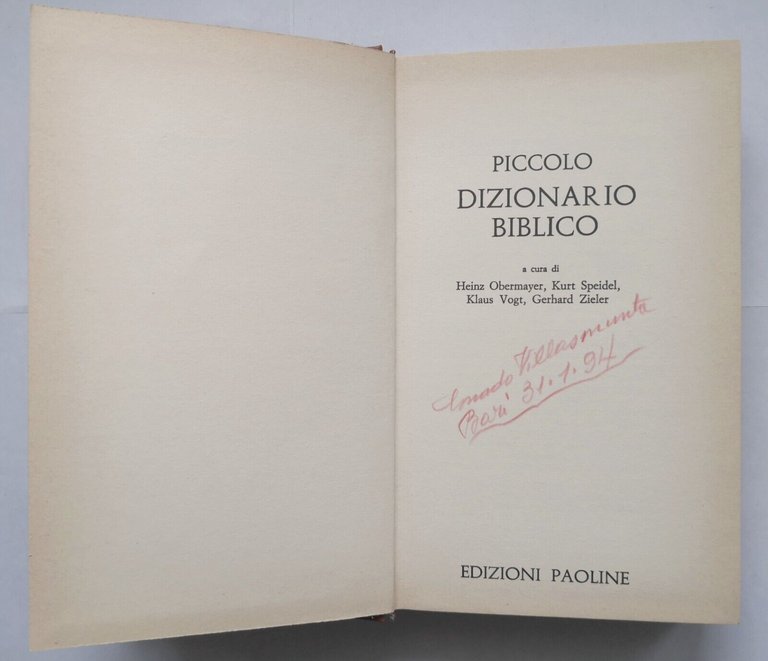 PICCOLO
DIZIONARIO
BIBLICO
a cura di
Heinz Obermayer, Kurt Speidel,
Klaus Vogt, Gerhard Zieler
Bari 31.1.94
EDIZIONI PAOLINE